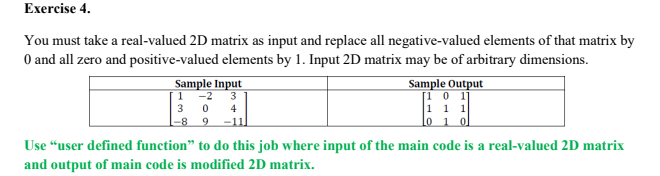 Exercise 4.
You must take a real-valued 2D matrix as input and replace all negative-valued elements of that matrix by
0 and all zero and positive-valued elements by 1. Input 2D matrix may be of arbitrary dimensions.
Sample Input Sample Output
[1 -2 3] [1 0 1]
[3 0 4] [1 1 1]
[-8 9 -11] [0 1 0]
Use “user defined function” to do this job where input of the main code is a real-valued 2D matrix
and output of main code is modified 2D matrix.